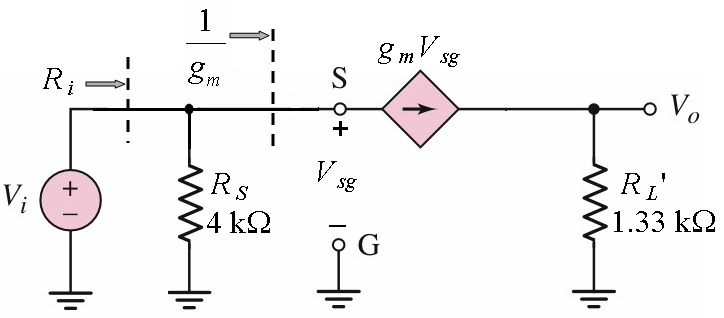 1
g_m
R_i
S
g_m V_sg
V_o
+
V_i
+
−
R_S
4 kΩ
V_sg
−
G
R_L'
1.33 kΩ